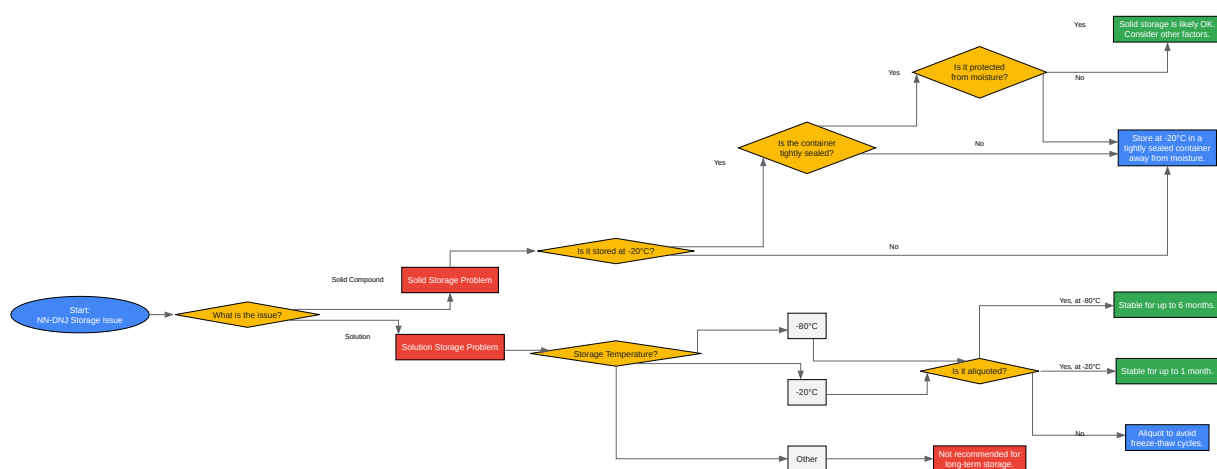 Yes
Solid storage is likely OK.
Consider other factors.
Is it protected
from moisture?
Yes
No
Is the container
tightly sealed?
Store at -20°C in a
tightly sealed container
away from moisture.
No
Yes
Is it stored at -20°C?
No
Solid Compound
Solid Storage Problem
Start:
NN-DNJ Storage Issue
What is the issue?
Solution
Solution Storage Problem
Storage Temperature?
-80°C
-20°C
Other
Is it aliquoted?
Yes, at -80°C
Stable for up to 6 months.
Yes, at -20°C
Stable for up to 1 month.
No
Aliquot to avoid
freeze-thaw cycles.
Not recommended for
long-term storage.